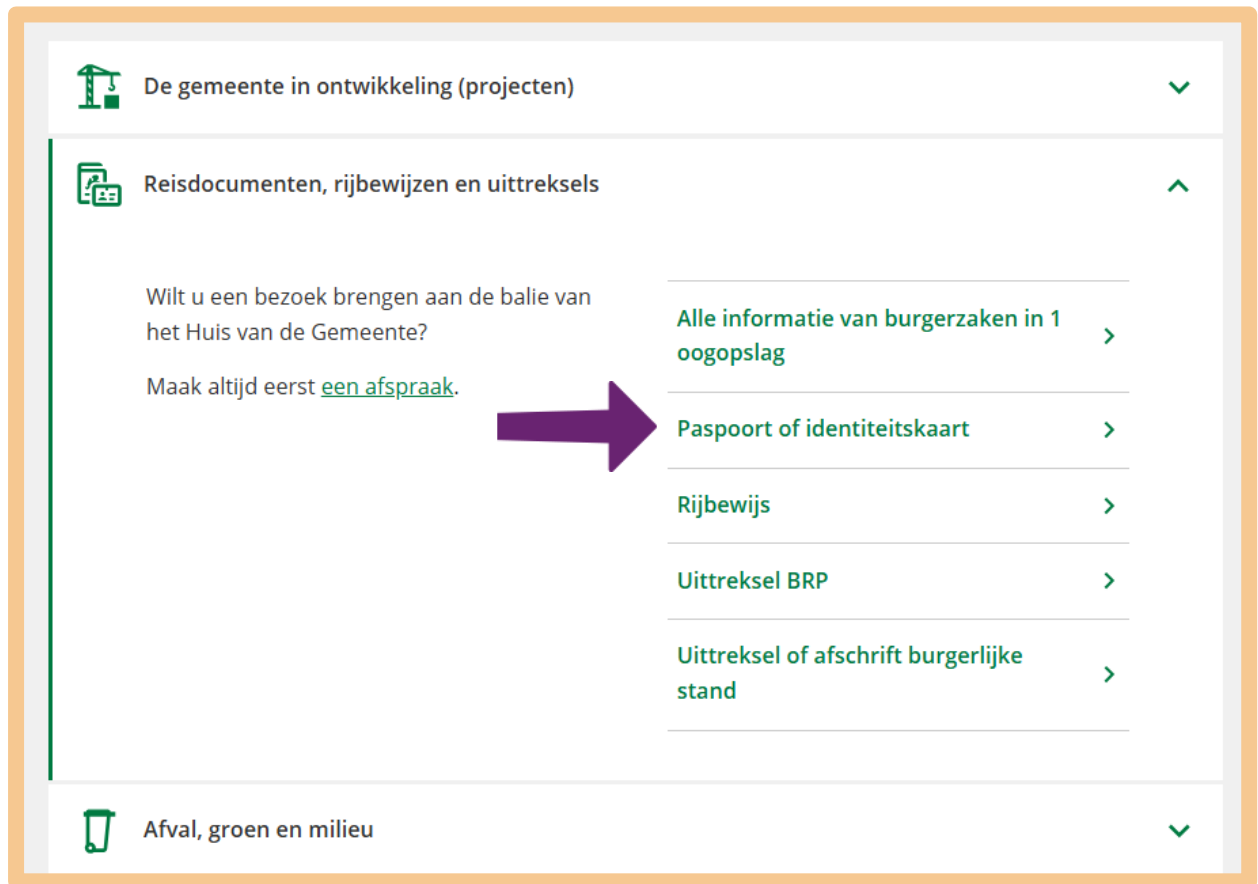 De gemeente in ontwikkeling (projecten)
Reisdocumenten, rijbewijzen en uittreksels
Wilt u een bezoek brengen aan de balie van
het Huis van de Gemeente?
Maak altijd eerst een afspraak.
Alle informatie van burgerzaken in 1
oogopslag
Paspoort of identiteitskaart
Rijbewijs
Uittreksel BRP
Uittreksel of afschrift burgerlijke
stand
Afval, groen en milieu